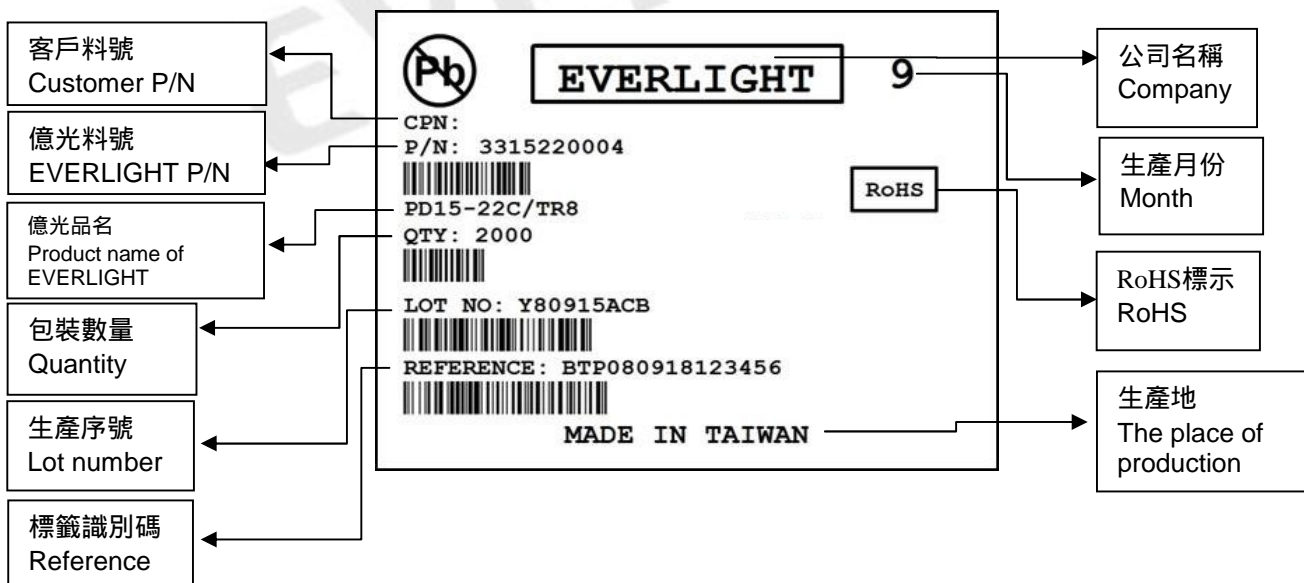 客戶料號
Customer P/N
億光料號
EVERLIGHT P/N
億光品名
Product name of
EVERLIGHT
包裝數量
Quantity
生產序號
Lot number
標籤識別碼
Reference
Pb
EVERLIGHT
9
CPN:
P/N: 3315220004
RoHS
PD15-22C/TR8
QTY: 2000
LOT NO: Y80915ACB
REFERENCE: BTP080918123456
MADE IN TAIWAN
公司名稱
Company
生產月份
Month
RoHS標示
RoHS
生產地
The place of
production